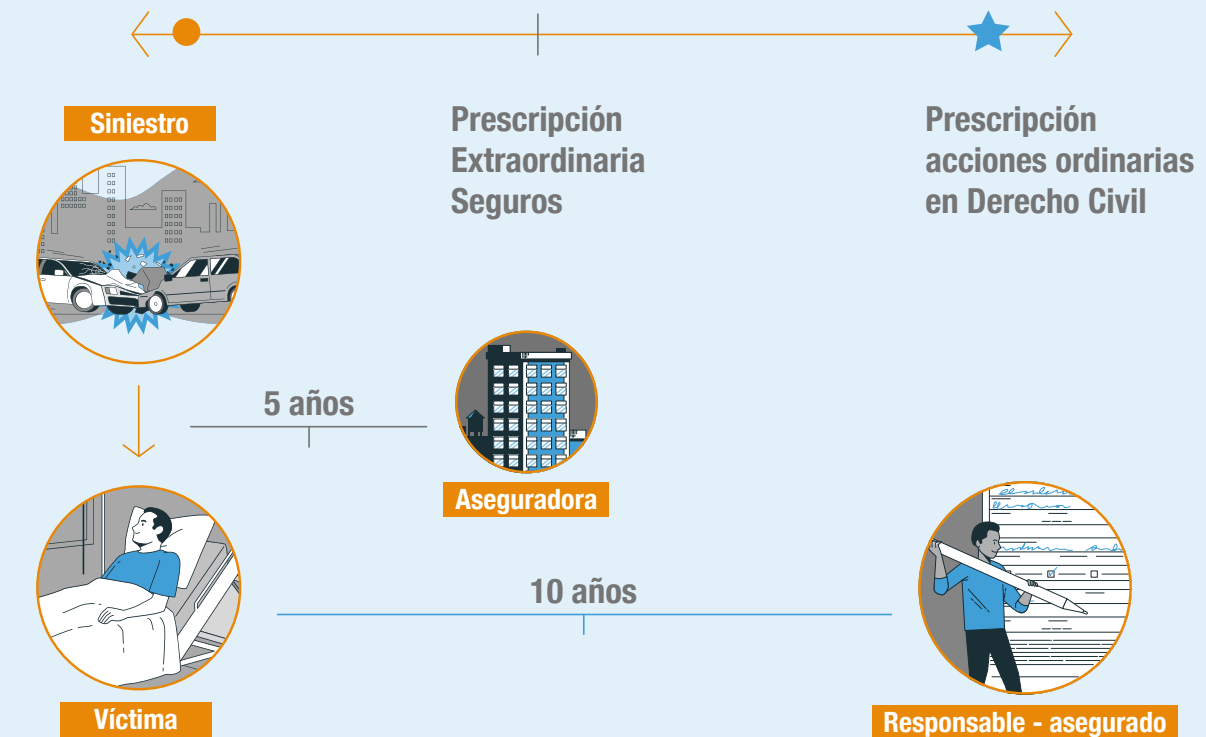 Siniestro
Prescripción
Extraordinaria
Seguros
Prescripción
acciones ordinarias
en Derecho Civil
5 años
Aseguradora
10 años
Víctima
Responsable - asegurado